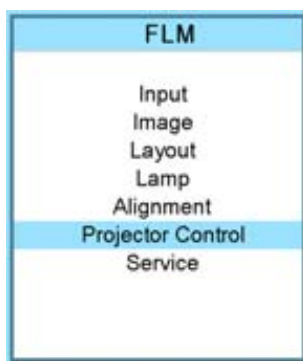 FLM
Input
Image
Layout
Lamp
Alignment
Projector Control
Service